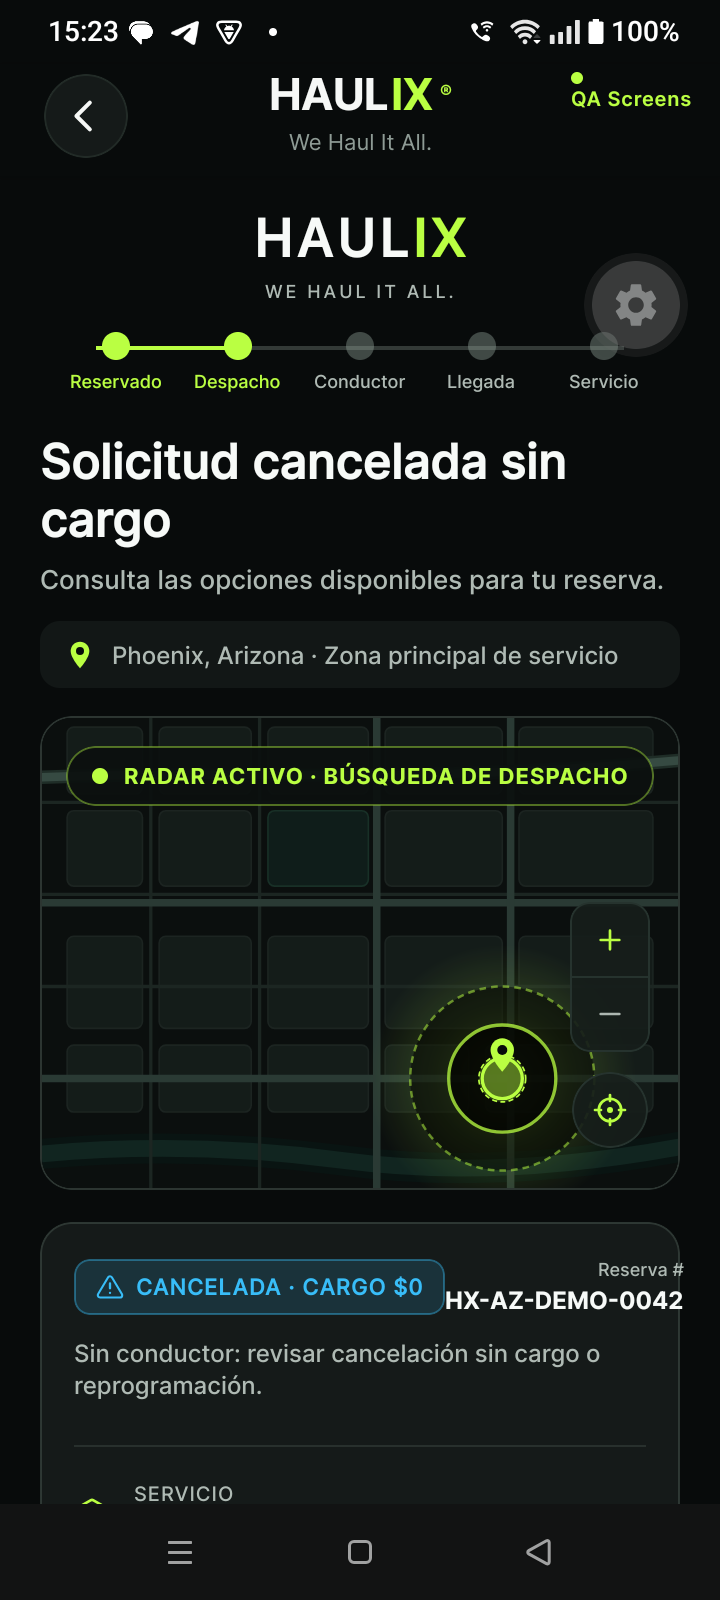 15:23
100%
HAULIX ®
We Haul It All.
QA Screens
HAULIX
WE HAUL IT ALL.
Reservado Despacho Conductor Llegada Servicio
Solicitud cancelada sin
cargo
Consulta las opciones disponibles para tu reserva.
Phoenix, Arizona · Zona principal de servicio
RADAR ACTIVO · BÚSQUEDA DE DESPACHO
CANCELADA · CARGO $0
Reserva #
HX-AZ-DEMO-0042
Sin conductor: revisar cancelación sin cargo o
reprogramación.
SERVICIO